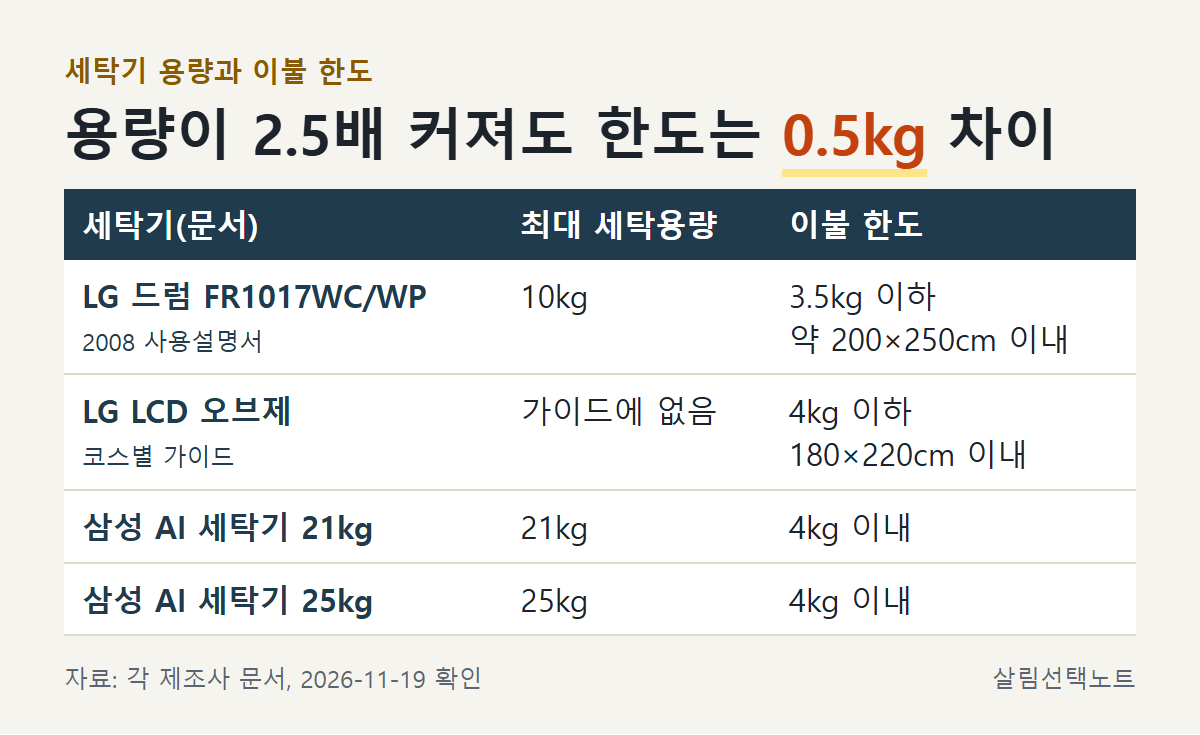 세탁기 용량과 이불 한도
용량이 2.5배 커져도 한도는 0.5kg 차이
세탁기(문서) 최대 세탁용량 이불 한도
LG 드럼 FR1017WC/WP 10kg 3.5kg 이하
2008 사용설명서 약 200×250cm 이내
LG LCD 오브제 가이드에 없음 4kg 이하
코스별 가이드 180×220cm 이내
삼성 AI 세탁기 21kg 21kg 4kg 이내
삼성 AI 세탁기 25kg 25kg 4kg 이내
자료: 각 제조사 문서, 2026-11-19 확인 살림선택노트